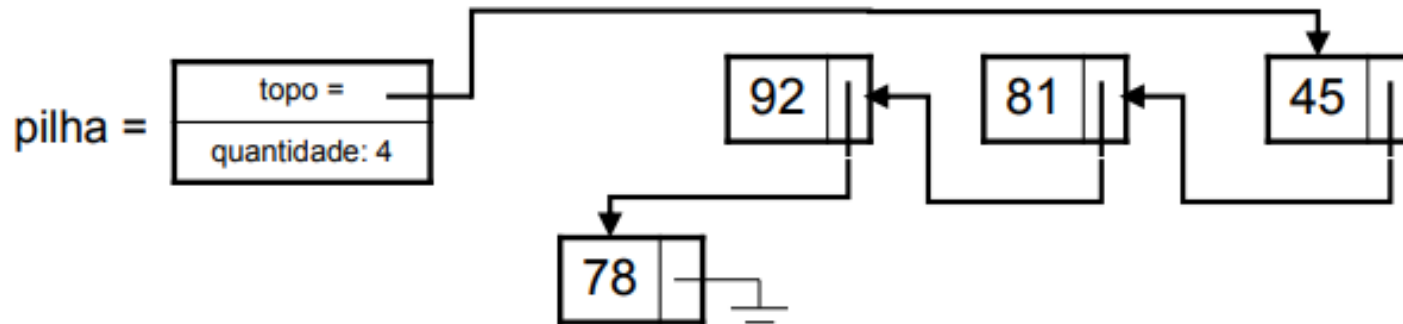 topo =
92
81
45
pilha =
quantidade: 4
78